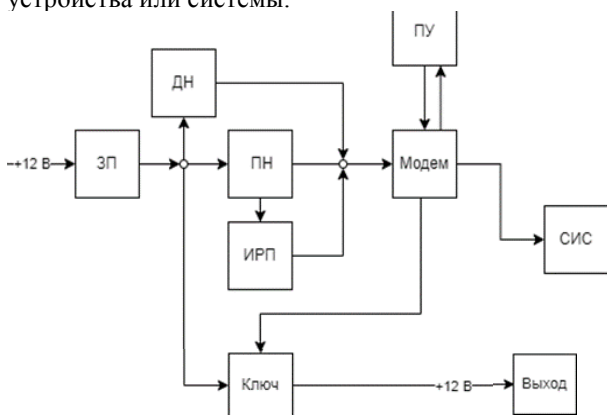 устройства или системы.
ПУ
ДН
+12 В
ЗП
ПН
Модем
ИРП
СИС
Ключ
+12 В
Выход